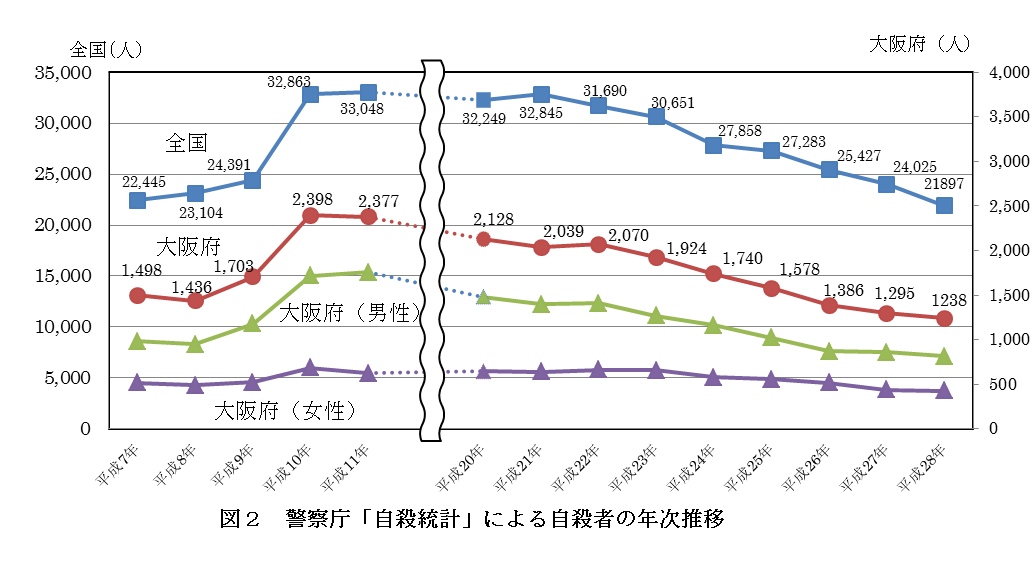 全国(人)
大阪府（人）
35,000
30,000
25,000
20,000
15,000
10,000
5,000
0
4,000
3,500
3,000
2,500
2,000
1,500
1,000
500
0
全国
22,445
23,104
24,391
32,863
33,048
32,249
32,845
31,690
30,651
27,858
27,283
25,427
24,025
21897
大阪府
1,498
1,436
1,703
2,398
2,377
2,128
2,039
2,070
1,924
1,740
1,578
1,386
1,295
1238
大阪府（男性）
大阪府（女性）
平成7年
平成8年
平成9年
平成10年
平成11年
平成20年
平成21年
平成22年
平成23年
平成24年
平成25年
平成26年
平成27年
平成28年
図２　警察庁「自殺統計」による自殺者の年次推移